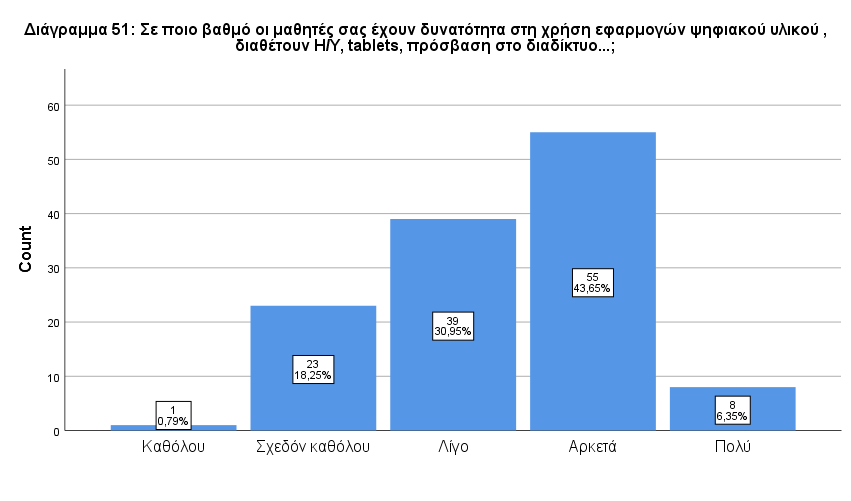 Διάγραμμα 51: Σε ποιο βαθμό οι μαθητές σας έχουν δυνατότητα στη χρήση εφαρμογών ψηφιακού υλικού ,
διαθέτουν Η/Υ, tablets, πρόσβαση στο διαδίκτυο...;
Count
60
50
40
30
20
10
0
1
0,79%
23
18,25%
39
30,95%
55
43,65%
8
6,35%
Καθόλου
Σχεδόν καθόλου
Λίγο
Αρκετά
Πολύ